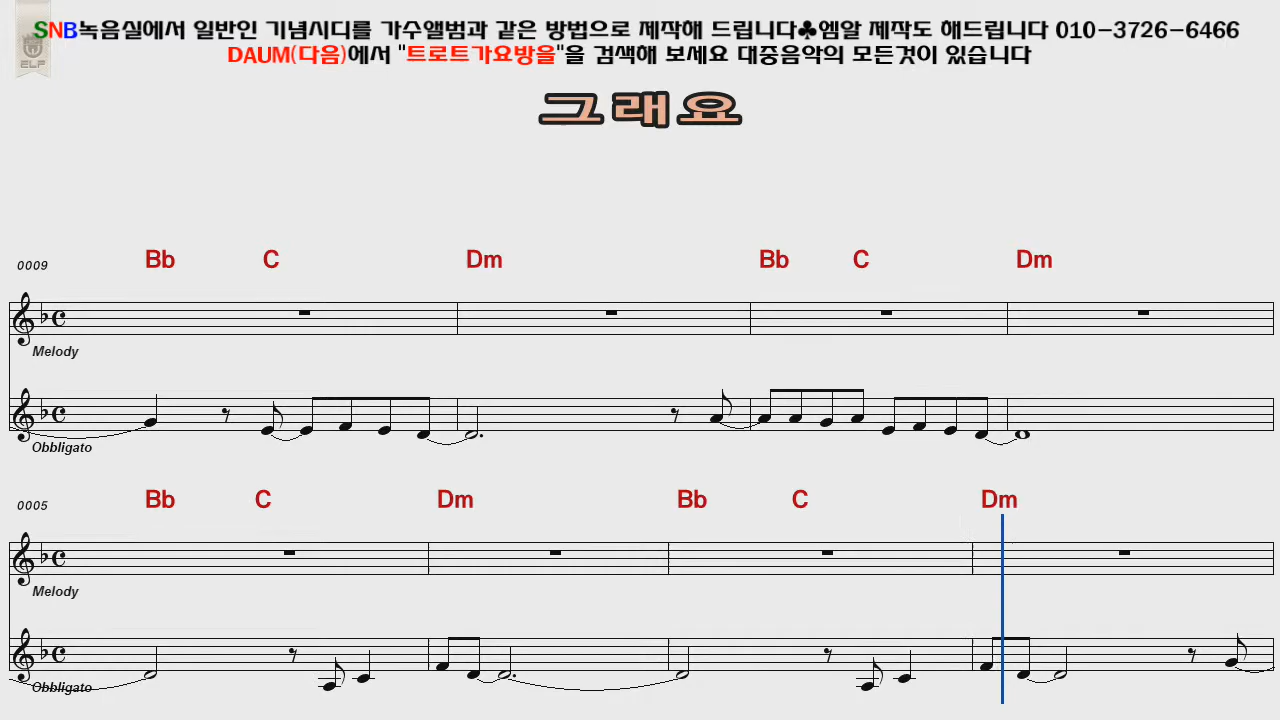 SNB녹음실에서 일반인 기념시디를 가수앨범과 같은 방법으로 제작해 드립니다♣엠알 제작도 해드립니다 010-3726-6466
ELF
DAUM(다음)에서 "트로트가요방을"을 검색해 보세요 대중음악의 모든것이 있습니다
그래요
0009 Bb C Dm Bb C Dm
Melody
Obbligato
0005 Bb C Dm Bb C Dm
Melody
Obbligato